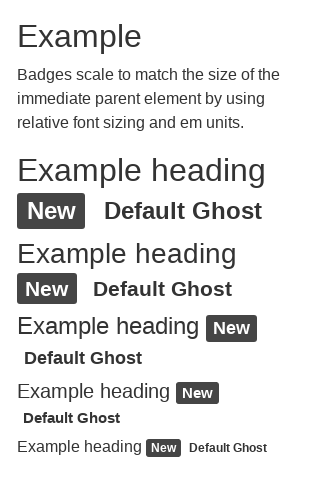 Example
Badges scale to match the size of the
immediate parent element by using
relative font sizing and em units.
Example heading
New Default Ghost
Example heading
New Default Ghost
Example heading New
Default Ghost
Example heading New
Default Ghost
Example heading New Default Ghost